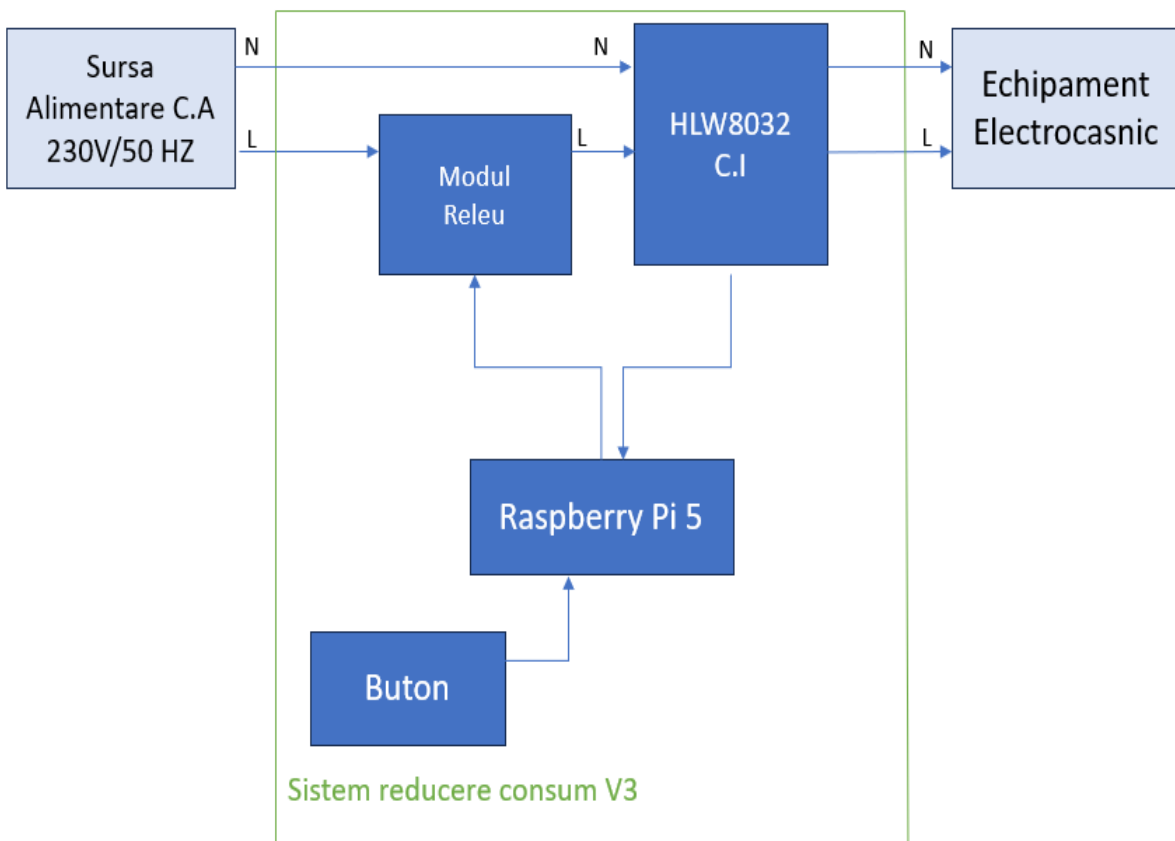 Sursa
Alimentare C.A
230V/50 HZ
N
L
Modul
Releu
N
L
HLW8032
C.I
N
L
Echipament
Electrocasnic
Raspberry Pi 5
Buton
Sistem reducere consum V3